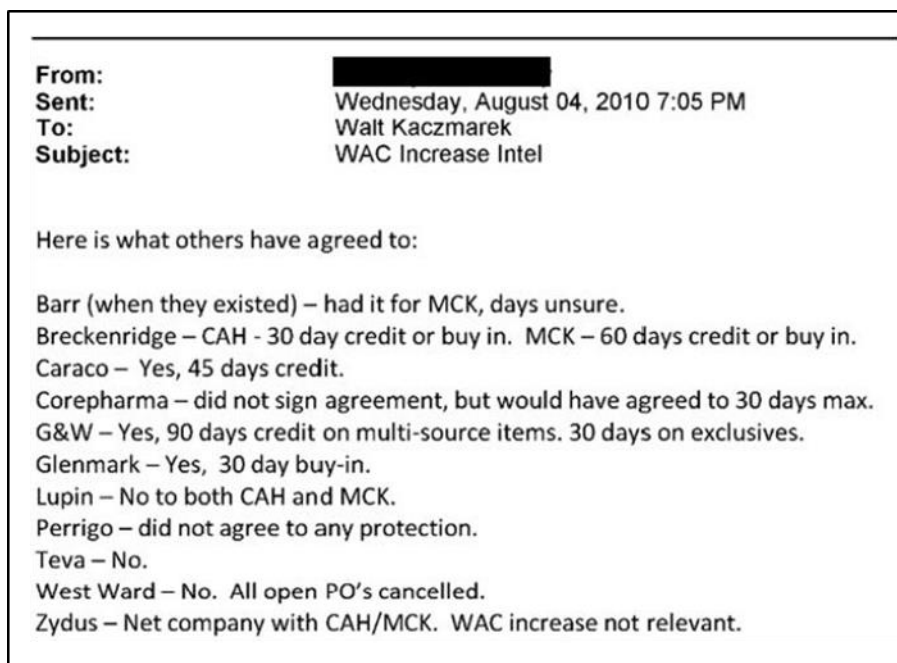 From:
Sent: Wednesday, August 04, 2010 7:05 PM
To: Walt Kaczmarek
Subject: WAC Increase Intel
Here is what others have agreed to:
Barr (when they existed) – had it for MCK, days unsure.
Breckenridge – CAH - 30 day credit or buy in.  MCK – 60 days credit or buy in.
Caraco –  Yes, 45 days credit.
Corepharma – did not sign agreement, but would have agreed to 30 days max.
G&W – Yes, 90 days credit on multi-source items. 30 days on exclusives.
Glenmark – Yes,  30 day buy-in.
Lupin – No to both CAH and MCK.
Perrigo – did not agree to any protection.
Teva – No.
West Ward – No.  All open PO's cancelled.
Zydus – Net company with CAH/MCK.  WAC increase not relevant.